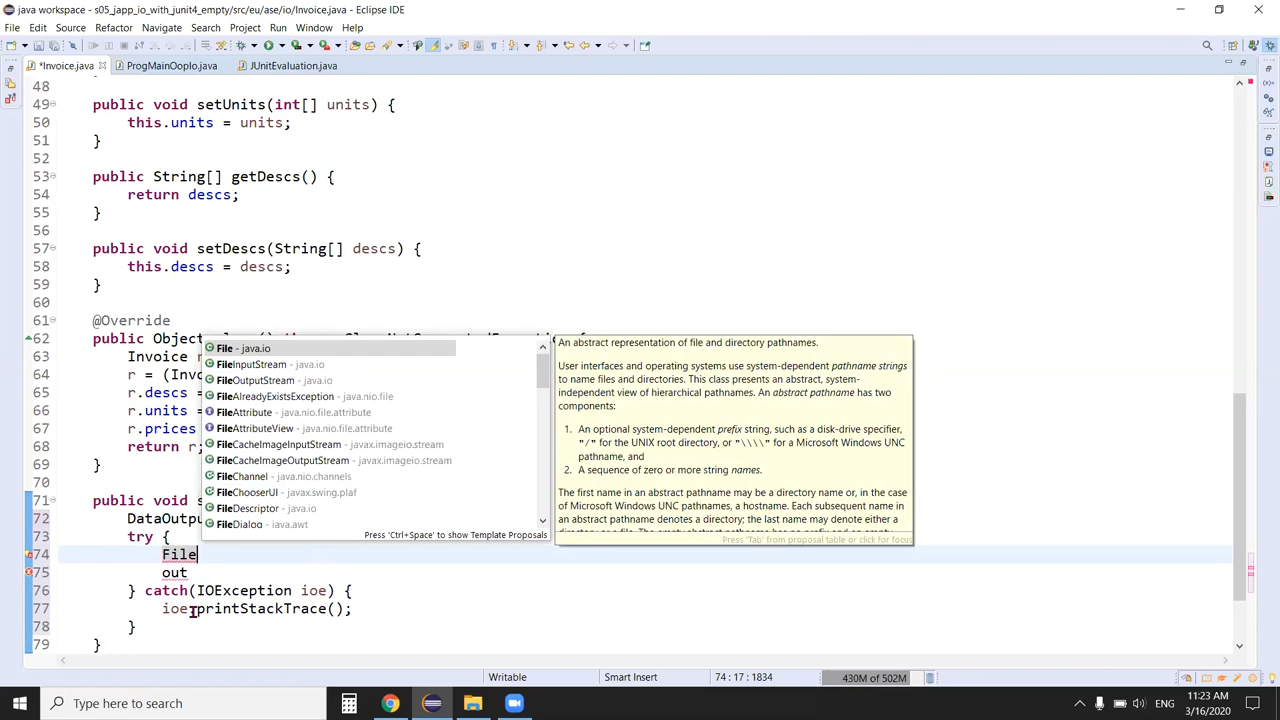 java workspace - s05_japp_io_with_junit4_empty/src/eu/ase/io/Invoice.java - Eclipse IDE
File Edit Source Refactor Navigate Search Project Run Window Help
*Invoice.java ProgMainOopIo.java JUnitEvaluation.java
48
49 public void setUnits(int[] units) {
50 this.units = units;
51 }
52
53 public String[] getDescs() {
54 return descs;
55 }
56
57 public void setDescs(String[] descs) {
58 this.descs = descs;
59 }
60
61 @Override
62 public Object
63 Invoice r
64 r = (Invo
65 r.descs
66 r.units
67 r.prices
68 return r;
69 }
70
71 public void s
72 DataOutpu
73 try {
74 File
75 out
76 } catch(IOException ioe) {
77 ioe.printStackTrace();
78 }
79 }
File - java.io
FileInputStream - java.io
FileOutputStream - java.io
FileAlreadyExistsException - java.nio.file
FileAttribute - java.nio.file.attribute
FileAttributeView - java.nio.file.attribute
FileCacheImageInputStream - javax.imageio.stream
FileCacheImageOutputStream - javax.imageio.stream
FileChannel - java.nio.channels
FileChooserUI - javax.swing.plaf
FileDescriptor - java.io
FileDialog - java.awt
Press 'Ctrl+Space' to show Template Proposals
An abstract representation of file and directory pathnames.
User interfaces and operating systems use system-dependent pathname strings
to name files and directories. This class presents an abstract, system-
independent view of hierarchical pathnames. An abstract pathname has two
components:
1. An optional system-dependent prefix string, such as a disk-drive specifier,
"/" for the UNIX root directory, or "\\\\" for a Microsoft Windows UNC
pathname, and
2. A sequence of zero or more string names.
The first name in an abstract pathname may be a directory name or, in the case
of Microsoft Windows UNC pathnames, a hostname. Each subsequent name in
an abstract pathname denotes a directory; the last name may denote either a
Press 'Tab' from proposal table or click for focus
Writable Smart Insert 74 : 17 : 1834 430M of 502M
Type here to search
ENG
11:23 AM
3/16/2020